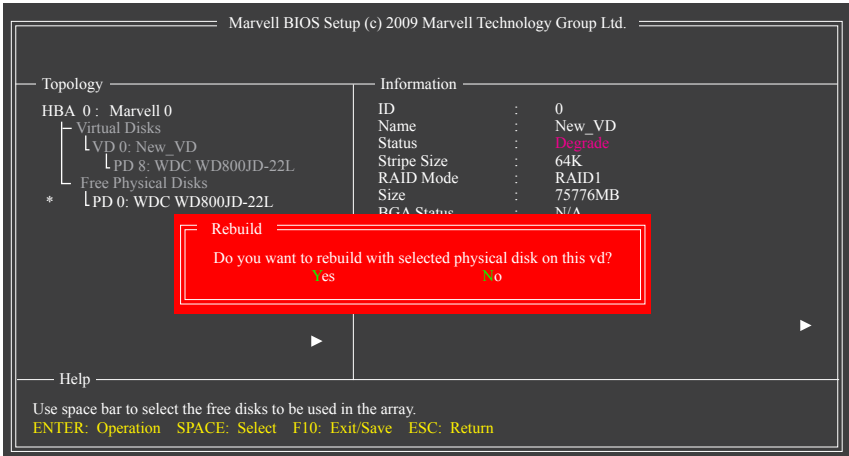 Marvell BIOS Setup (c) 2009 Marvell Technology Group Ltd.
Topology
HBA 0 : Marvell 0
Virtual Disks
VD 0: New_VD
PD 8: WDC WD800JD-22L
Free Physical Disks
* PD 0: WDC WD800JD-22L
Information
ID : 0
Name : New_VD
Status : Degrade
Stripe Size : 64K
RAID Mode : RAID1
Size : 75776MB
BGA Status : N/A
Rebuild
Do you want to rebuild with selected physical disk on this vd?
Yes No
Help
Use space bar to select the free disks to be used in the array.
ENTER: Operation SPACE: Select F10: Exit/Save ESC: Return